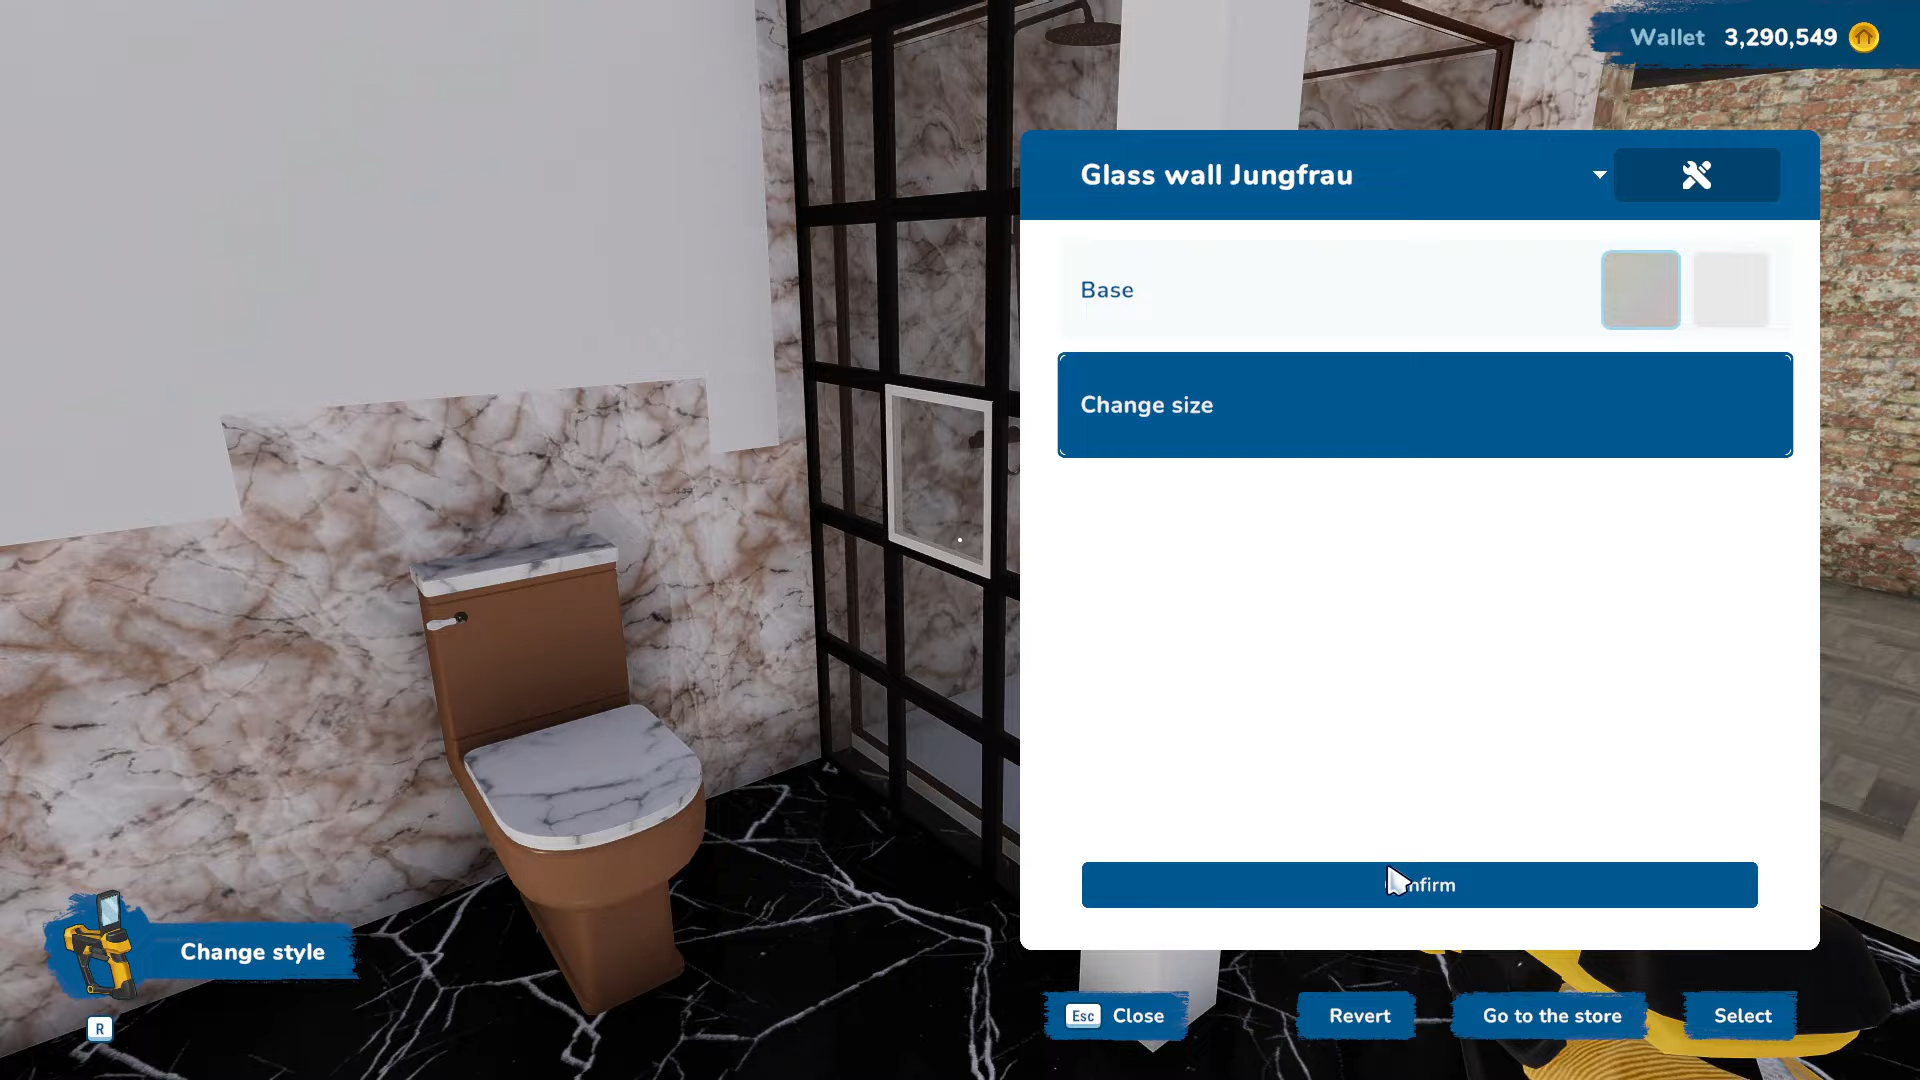 Wallet 3,290,549
Glass wall Jungfrau
Base
Change size
nfirm
Change style
R
Esc Close
Revert
Go to the store
Select